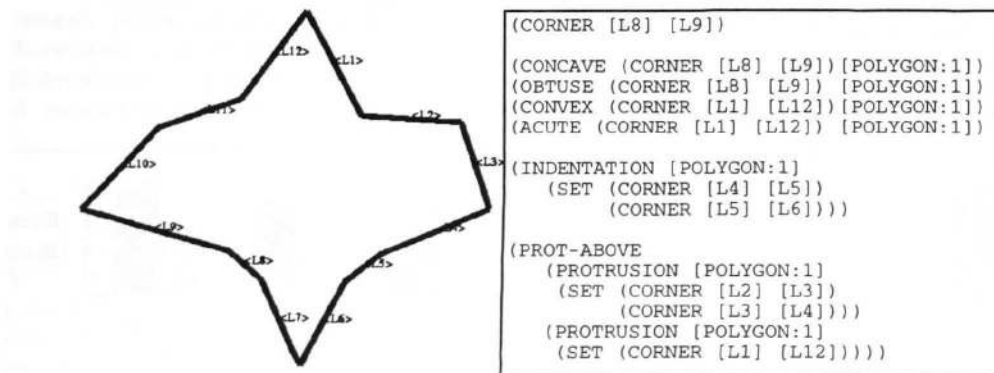 <L12>
<L1>
<L2>
<L3>
<L10>
<L9>
<L8>
<L5>
<L7>
<L6>
(CORNER [L8] [L9])
(CONCAVE (CORNER [L8] [L9])[POLYGON:1])
(OBTUSE (CORNER [L8] [L9]) [POLYGON:1])
(CONVEX (CORNER [L1] [L12])[POLYGON:1])
(ACUTE (CORNER [L1] [L12]) [POLYGON:1])
(INDENTATION [POLYGON:1]
(SET (CORNER [L4] [L5])
(CORNER [L5] [L6])))
(PROT-ABOVE
(PROTRUSION [POLYGON:1]
(SET (CORNER [L2] [L3])
(CORNER [L3] [L4])))
(PROTRUSION [POLYGON:1]
(SET (CORNER [L1] [L12]))))